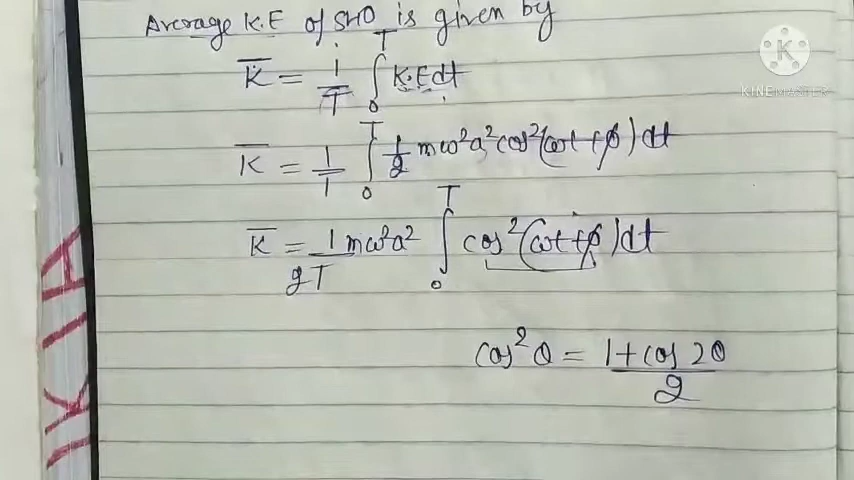 Average K.E of SHO is given by
K̅ = 1/T ∫₀ᵀ K.E dt
K̅ = 1/T ∫₀ᵀ 1/2 mω²a² cos²(ωt+φ) dt
K̅ = 1/2T mω²a² ∫₀ᵀ cos²(ωt+φ) dt
cos²θ = 1+cos 2θ/2
KINEMASTER
KIA